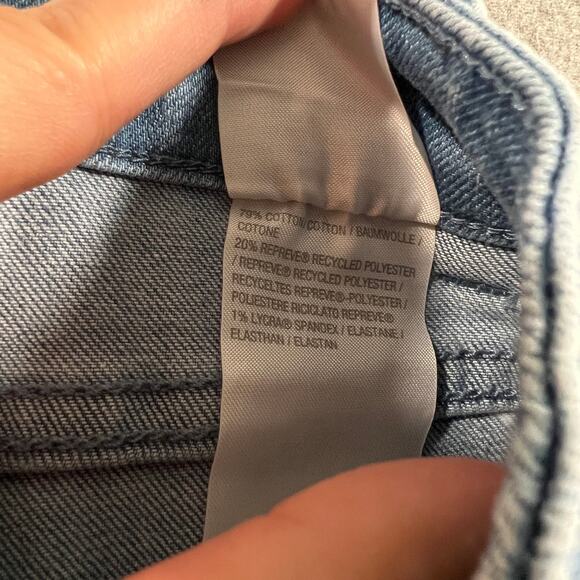 79% COTTON/COTTON / BAUMWOLLE /
COTONE
20% REPREVE® RECYCLED POLYESTER
/ REPREVE® RECYCLED POLYESTER /
RECYCELTES REPREVE®-POLYESTER /
POLIESTERE RICICLATO REPREVE®
1% LYCRA® SPANDEX / ELASTANE, /
ELASTHAN / ELASTAN